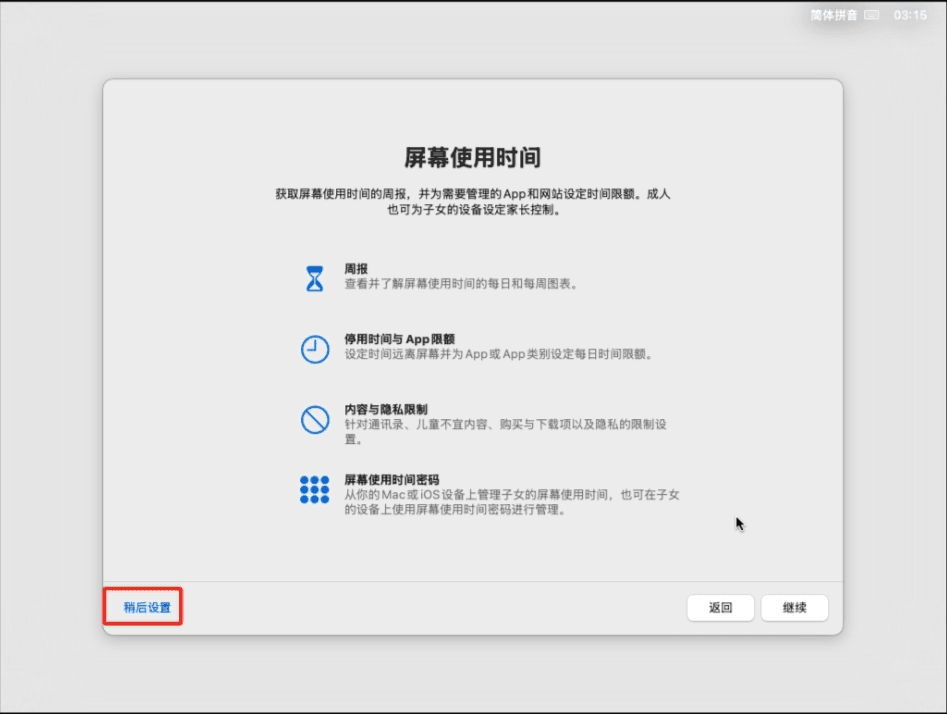 简体拼音 03:15
屏幕使用时间
获取屏幕使用时间的周报，并为需要管理的App和网站设定时间限额。成人
也可为子女的设备设定家长控制。
周报
查看并了解屏幕使用时间的每日和每周图表。
停用时间与 App限额
设定时间远离屏幕并为App或App类别设定每日时间限额。
内容与隐私限制
针对通讯录、儿童不宜内容、购买与下载项以及隐私的限制设
置。
屏幕使用时间密码
从你的Mac或iOS设备上管理子女的屏幕使用时间，也可在子女
的设备上使用屏幕使用时间密码进行管理。
稍后设置 返回 继续